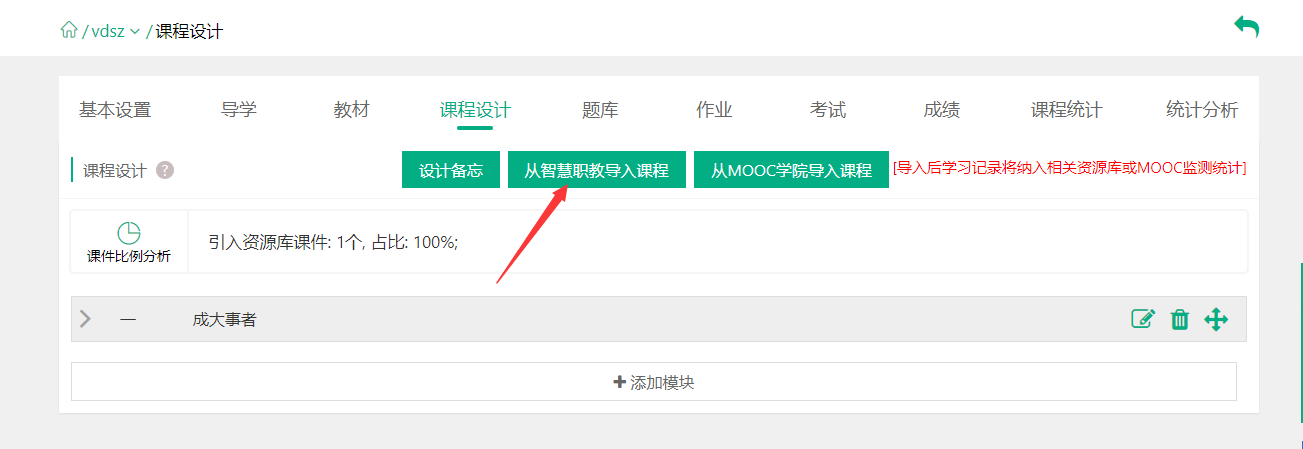 / vdsz / 课程设计
基本设置 导学 教材 课程设计 题库 作业 考试 成绩 课程统计 统计分析
课程设计 ? 设计备忘 从智慧职教导入课程 从MOOC学院导入课程 [导入后学习记录将纳入相关资源库或MOOC监测统计]
课件比例分析 引入资源库课件: 1个, 占比: 100%;
一 成大事者
添加模块